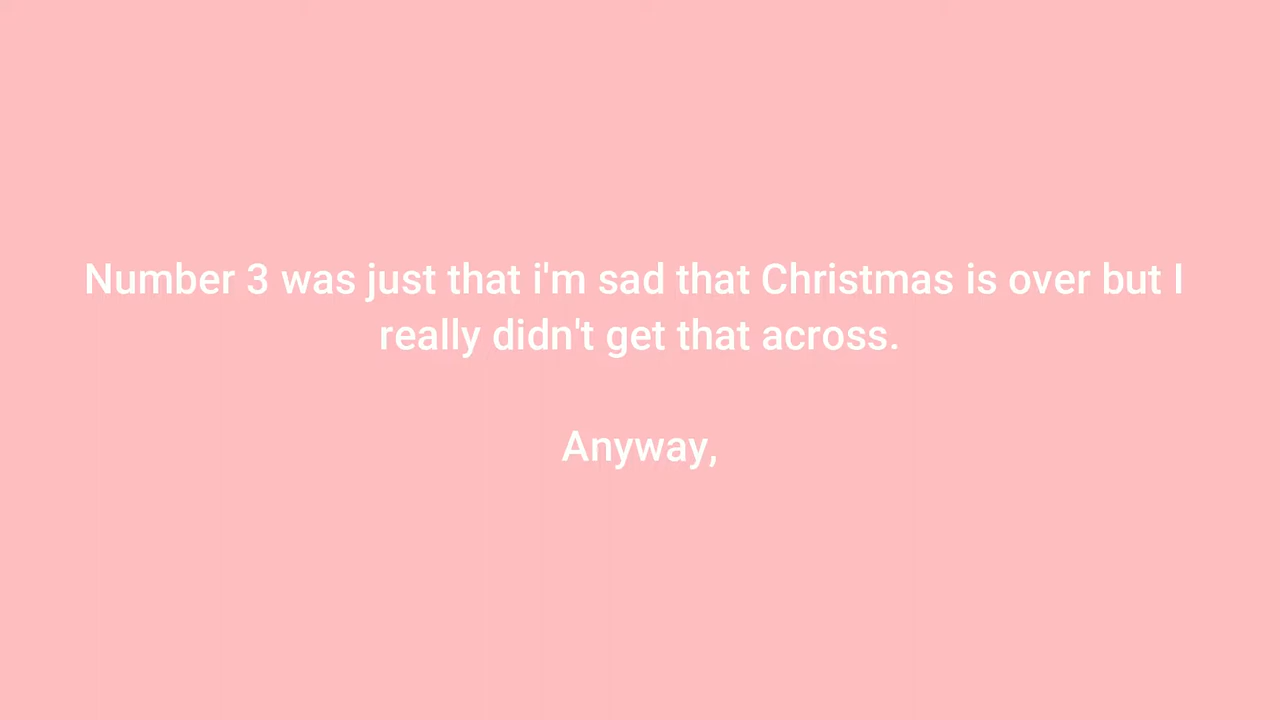 Number 3 was just that i'm sad that Christmas is over but I
really didn't get that across.
Anyway,